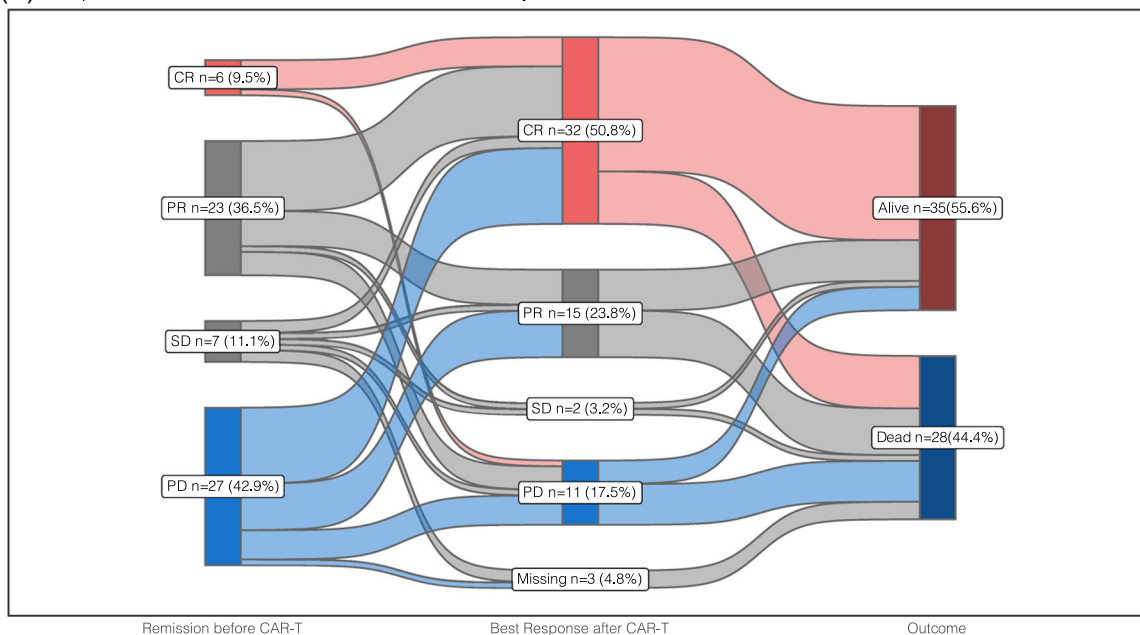 CR n=6 (9.5%)
PR n=23 (36.5%)
SD n=7 (11.1%)
PD n=27 (42.9%)
CR n=32 (50.8%)
PR n=15 (23.8%)
SD n=2 (3.2%)
PD n=11 (17.5%)
Missing n=3 (4.8%)
Alive n=35(55.6%)
Dead n=28(44.4%)
Remission before CAR-T
Best Response after CAR-T
Outcome